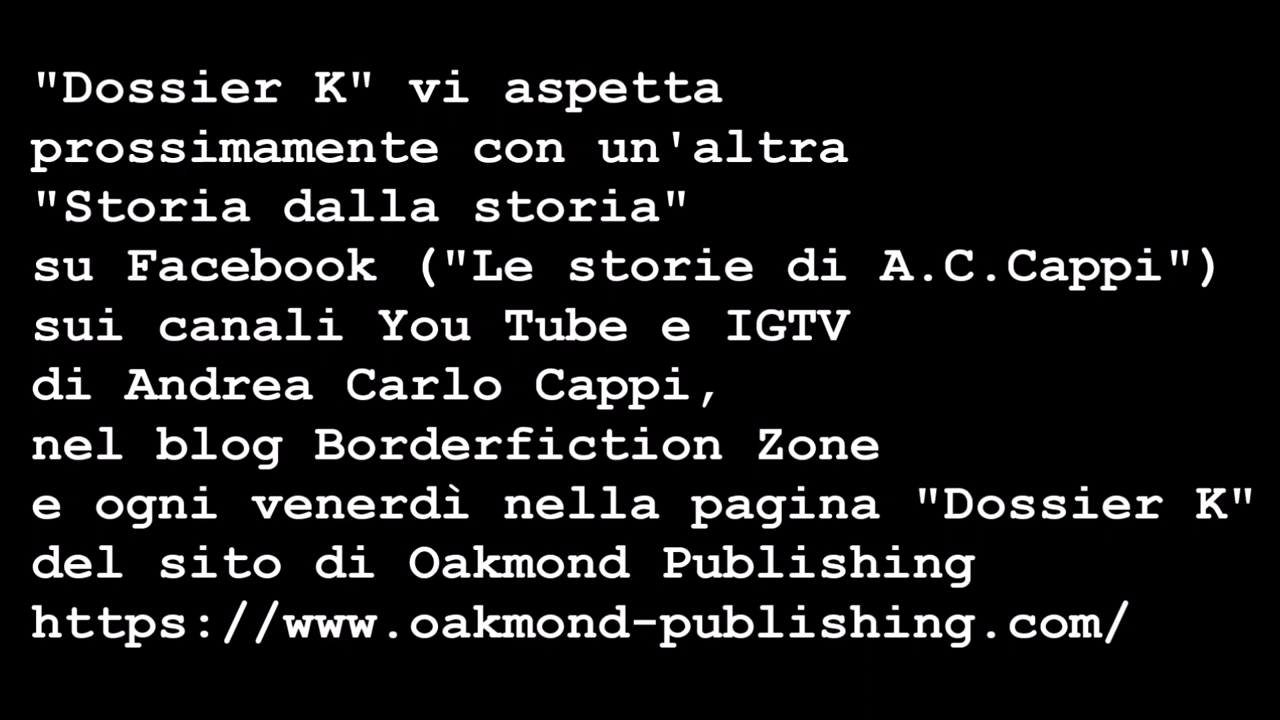 "Dossier K" vi aspetta
prossimamente con un'altra
"Storia dalla storia"
su Facebook ("Le storie di A.C.Cappi")
sui canali You Tube e IGTV
di Andrea Carlo Cappi,
nel blog Borderfiction Zone
e ogni venerdì nella pagina "Dossier K"
del sito di Oakmond Publishing
https://www.oakmond-publishing.com/